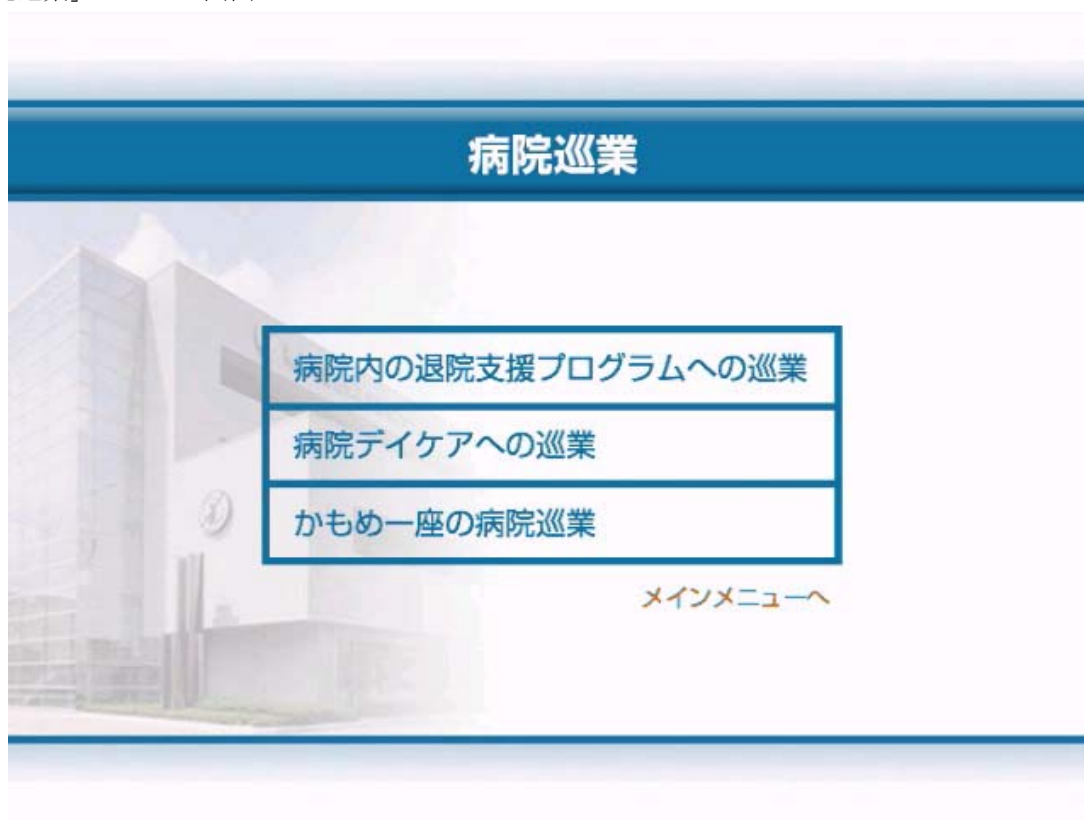 病院巡業
病院内の退院支援プログラムへの巡業
病院デイケアへの巡業
かもめ一座の病院巡業
メインメニューへ